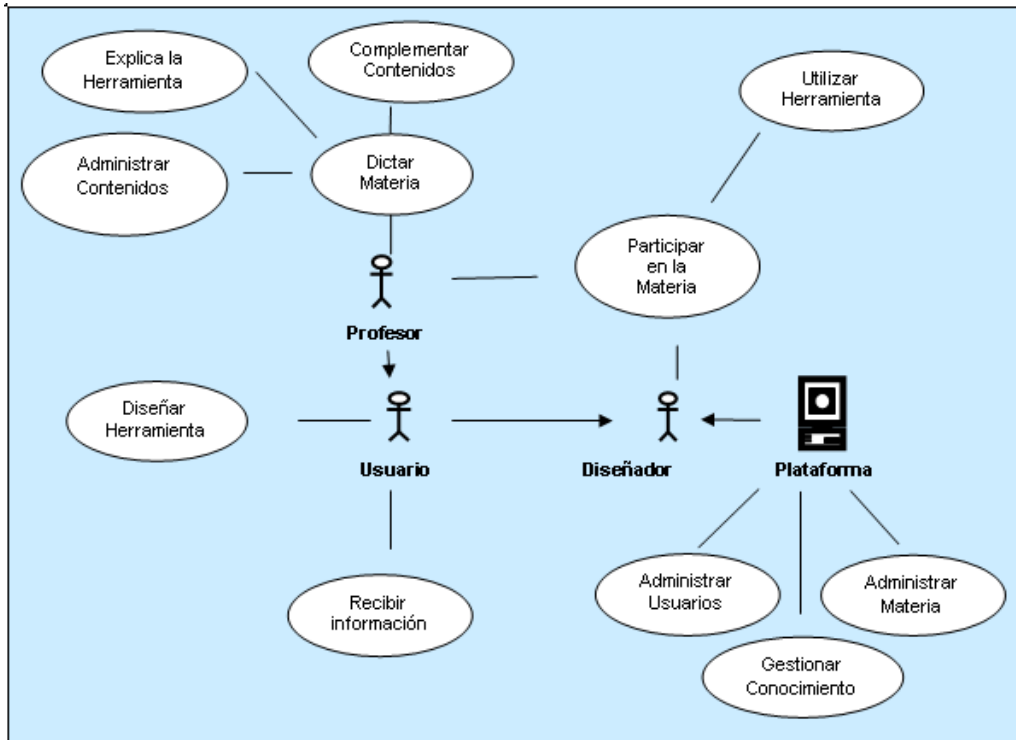 Explica la
Herramienta
Complementar
Contenidos
Utilizar
Herramienta
Administrar
Contenidos
Dictar
Materia
Participar
en la
Materia
Profesor
Diseñar
Herramienta
Usuario
Diseñador
Plataforma
Recibir
información
Administrar
Usuarios
Administrar
Materia
Gestionar
Conocimiento